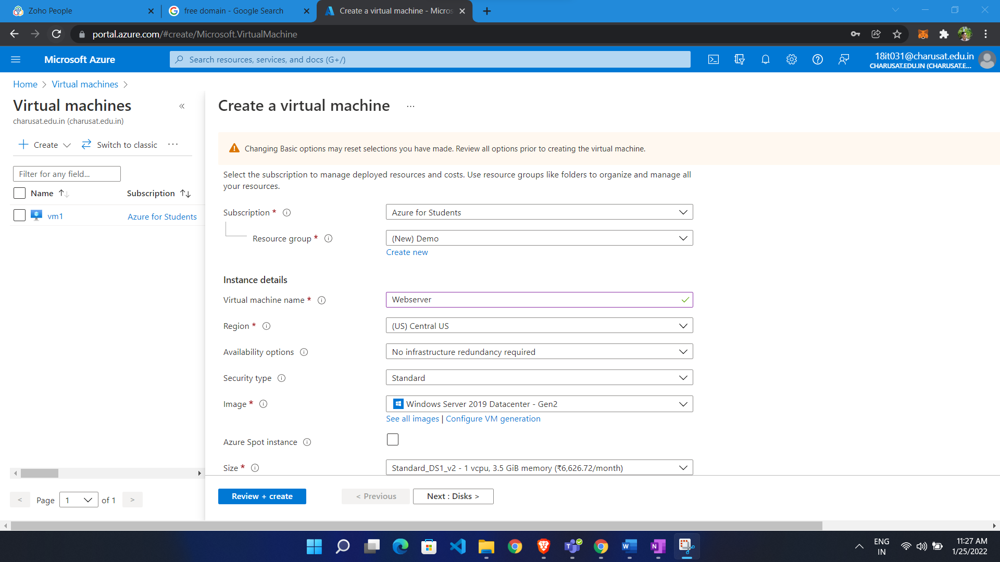 Zoho People
free domain - Google Search
Create a virtual machine - Micros
portal.azure.com/#create/Microsoft.VirtualMachine
Microsoft Azure
Search resources, services, and docs (G+/)
18it031@charusat.edu.in
CHARUSAT.EDU.IN (CHARUSAT.E...
Home > Virtual machines >
Virtual machines
charusat.edu.in (charusat.edu.in)
Create
Switch to classic
Filter for any field...
Name
Subscription
vm1
Azure for Students
< Page 1 of 1 >
Create a virtual machine
Changing Basic options may reset selections you have made. Review all options prior to creating the virtual machine.
Select the subscription to manage deployed resources and costs. Use resource groups like folders to organize and manage all
your resources.
Subscription *
Azure for Students
Resource group *
(New) Demo
Create new
Instance details
Virtual machine name *
Webserver
Region *
(US) Central US
Availability options
No infrastructure redundancy required
Security type
Standard
Image *
Windows Server 2019 Datacenter - Gen2
See all images | Configure VM generation
Azure Spot instance
Size *
Standard_DS1_v2 - 1 vcpu, 3.5 GiB memory (₹6,626.72/month)
Review + create
< Previous
Next : Disks >
ENG
IN
11:27 AM
1/25/2022